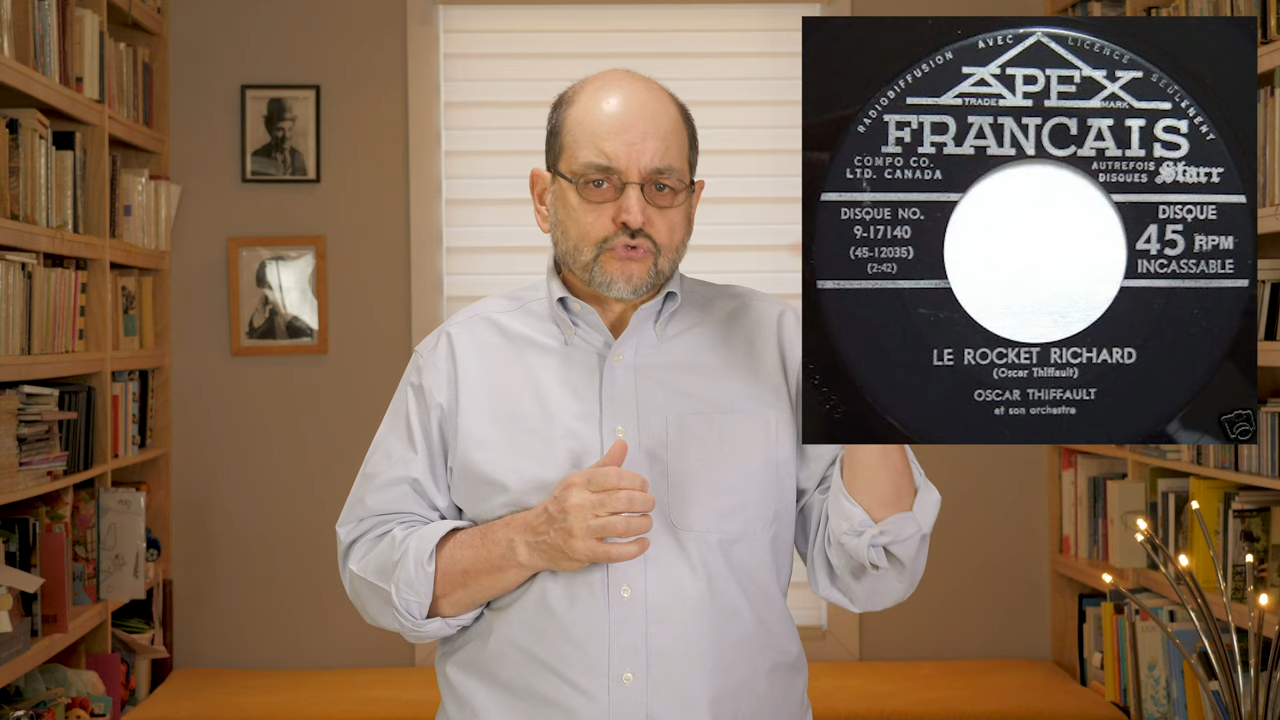 RADIODIFFUSION AVEC LICENCE SEULEMENT
APEX
TRADE MARK
FRANCAIS
COMPO CO.
LTD. CANADA
AUTREFOIS
DISQUES Starr
DISQUE NO.
9-17140
(45-12035)
(2:42)
DISQUE
45 RPM
INCASSABLE
LE ROCKET RICHARD
(Oscar Thiffault)
OSCAR THIFFAULT
et son orchestre